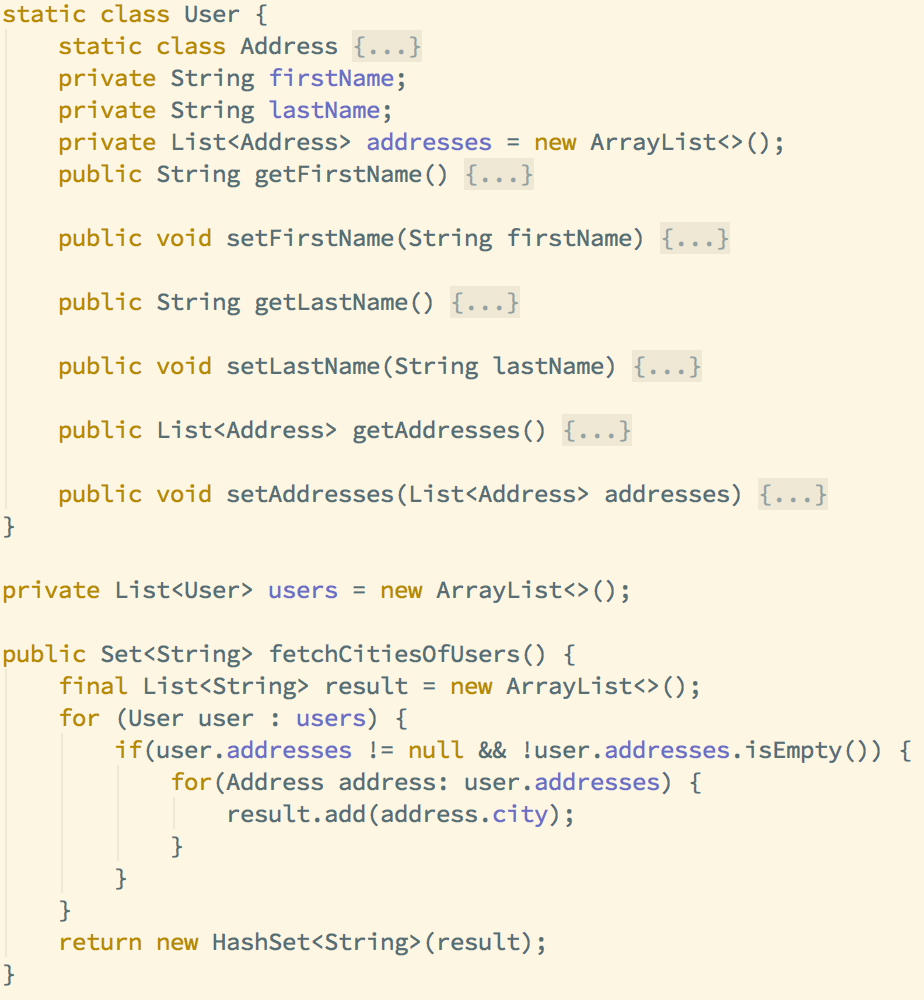 static class User {
    static class Address {...}
    private String firstName;
    private String lastName;
    private List<Address> addresses = new ArrayList<>();
    public String getFirstName() {...}

    public void setFirstName(String firstName) {...}

    public String getLastName() {...}

    public void setLastName(String lastName) {...}

    public List<Address> getAddresses() {...}

    public void setAddresses(List<Address> addresses) {...}
}

private List<User> users = new ArrayList<>();

public Set<String> fetchCitiesOfUsers() {
    final List<String> result = new ArrayList<>();
    for (User user : users) {
        if(user.addresses != null && !user.addresses.isEmpty()) {
            for(Address address: user.addresses) {
                result.add(address.city);
            }
        }
    }
    return new HashSet<String>(result);
}